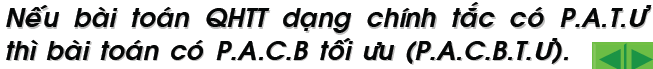 Nếu bài toán QHTT dạng chính tắc có P.A.T.Ư
thì bài toán có P.A.C.B tối ưu (P.A.C.B.T.Ư).